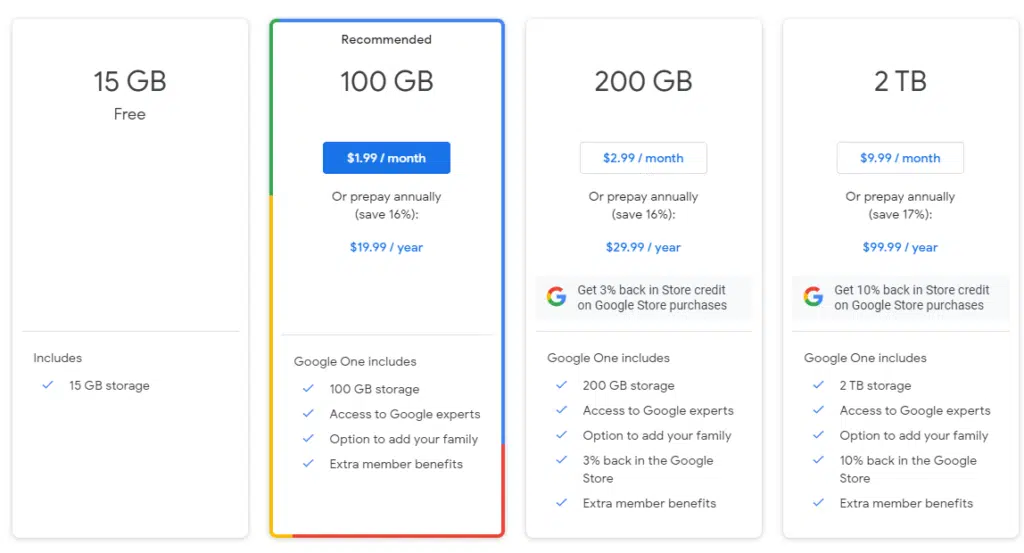 15 GB
Free
Includes
15 GB storage
Recommended
100 GB
$1.99 / month
Or prepay annually
(save 16%):
$19.99 / year
Google One includes
100 GB storage
Access to Google experts
Option to add your family
Extra member benefits
200 GB
$2.99 / month
Or prepay annually
(save 16%):
$29.99 / year
Get 3% back in Store credit
on Google Store purchases
Google One includes
200 GB storage
Access to Google experts
Option to add your family
3% back in the Google
Store
Extra member benefits
2 TB
$9.99 / month
Or prepay annually
(save 17%):
$99.99 / year
Get 10% back in Store credit
on Google Store purchases
Google One includes
2 TB storage
Access to Google experts
Option to add your family
10% back in the Google
Store
Extra member benefits